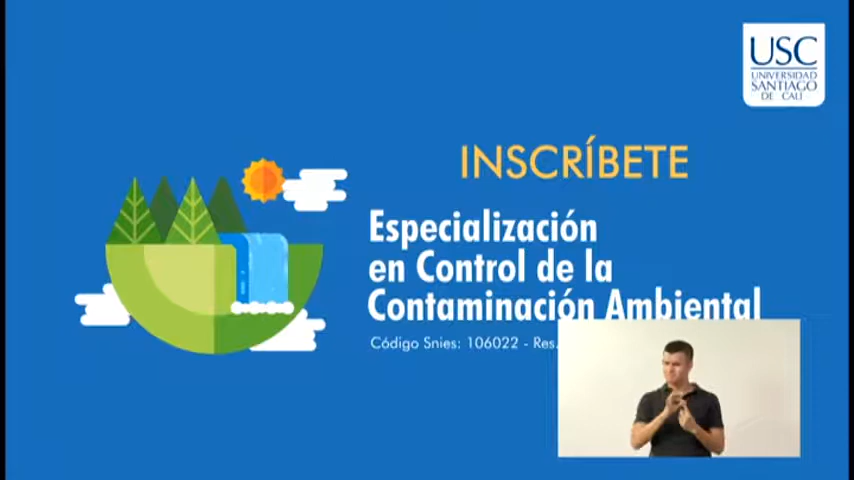 USC
UNIVERSIDAD
SANTIAGO
DE CALI
INSCRÍBETE
Especialización
en Control de la
Contaminación Ambiental
Código Snies: 106022 - Res.